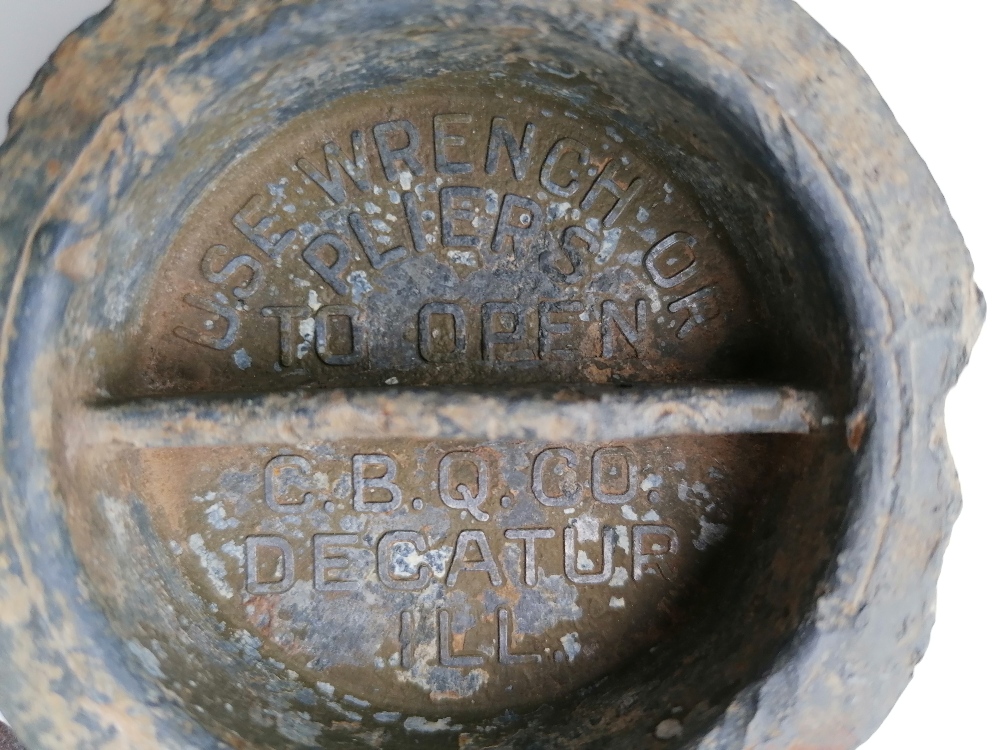 USE WRENCH OR
PLIERS
TO OPEN
C.B.Q.CO.
DECATUR
ILL.